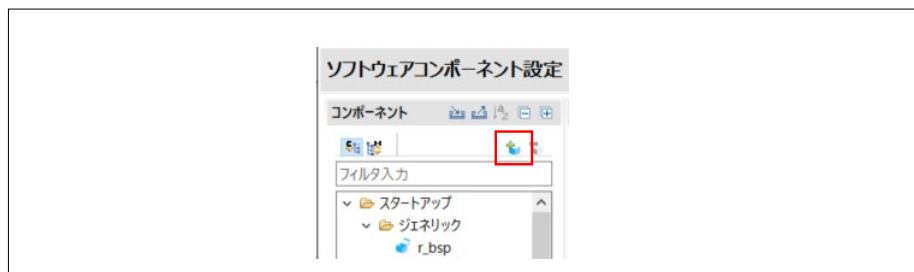 ソフトウェアコンポーネント設定
コンポーネント
フィルタ入力
スタートアップ
ジェネリック
r_bsp